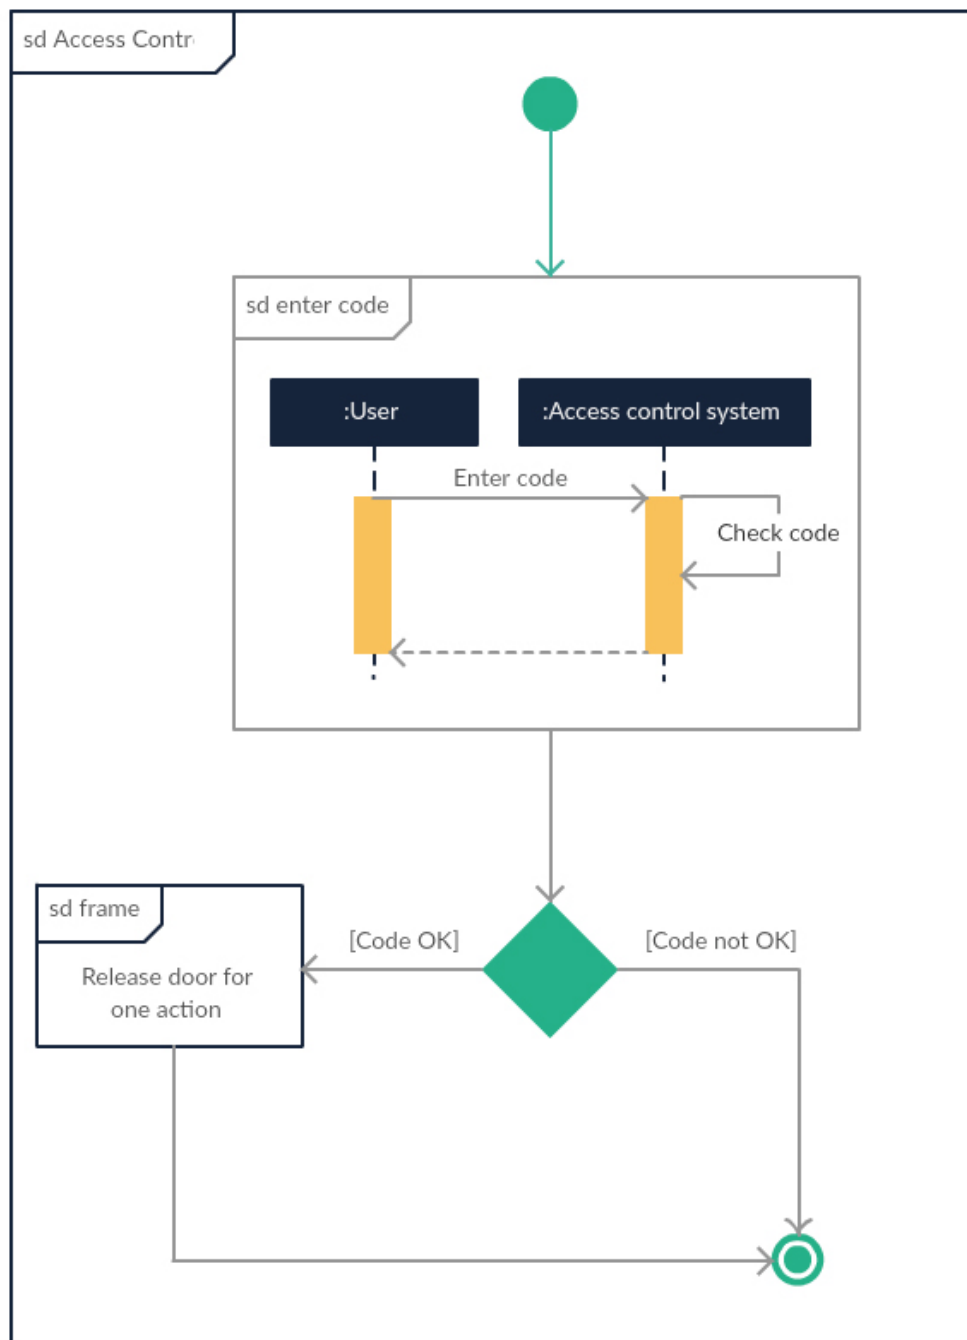 sd Access Contr
sd enter code
:User
:Access control system
Enter code
Check code
sd frame
[Code OK]
[Code not OK]
Release door for
one action